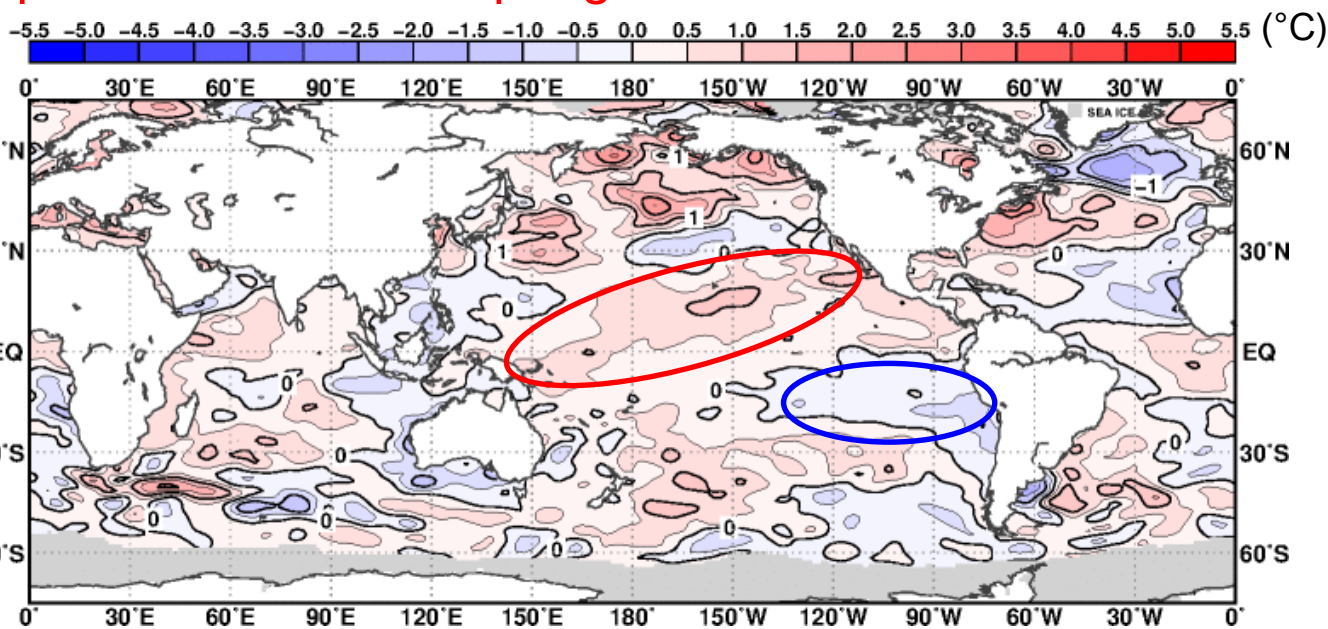 −5.5 −5.0 −4.5 −4.0 −3.5 −3.0 −2.5 −2.0 −1.5 −1.0 −0.5 0.0 0.5 1.0 1.5 2.0 2.5 3.0 3.5 4.0 4.5 5.0 5.5 (°C)
0° 30°E 60°E 90°E 120°E 150°E 180° 150°W 120°W 90°W 60°W 30°W 0°
SEA ICE
°N 1 60°N
−1
1
1 0 0 30°N
0
EQ EQ
0 0
0 0
°S 30°S
0 0 0
0
°S 60°S
0° 30°E 60°E 90°E 120°E 150°E 180° 150°W 120°W 90°W 60°W 30°W 0°